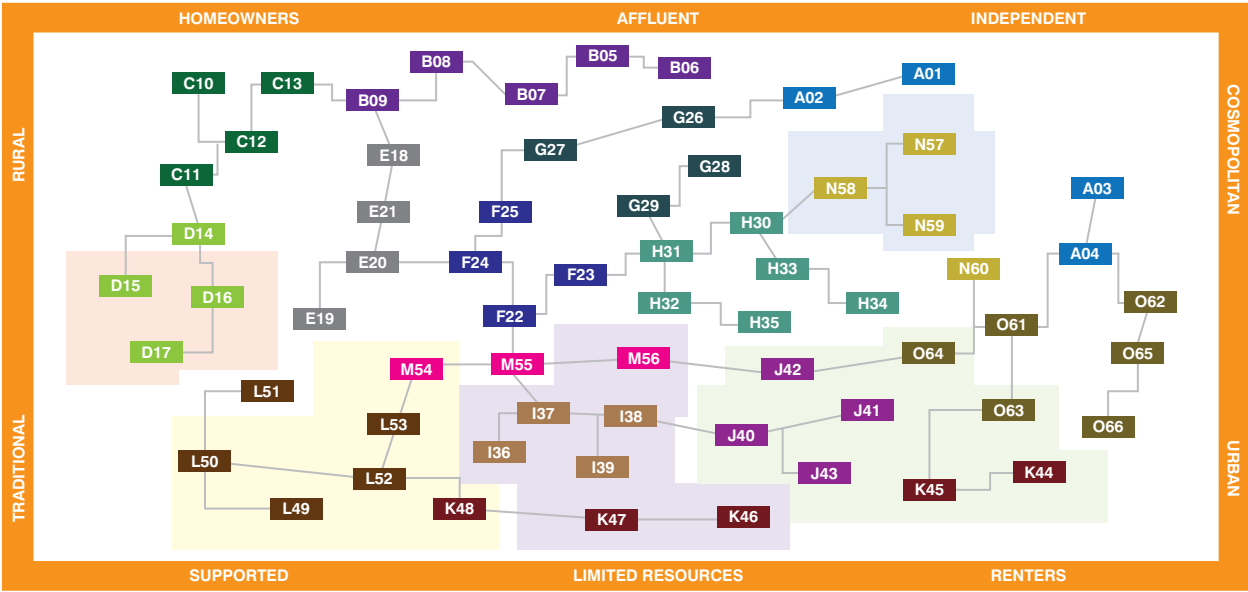 HOMEOWNERS
AFFLUENT
INDEPENDENT
RURAL
TRADITIONAL
COSMOPOLITAN
URBAN
B05
B08
B06
A01
C10
C13
B07
A02
B09
G26
C12
N57
G27
E18
G28
C11
N58
A03
G29
E21
F25
H30
N59
D14
H31
A04
E20
F24
H33
N60
F23
D15
D16
H32
H34
O62
F22
E19
H35
O61
D17
O64
O65
M56
M55
M54
J42
L51
J41
O63
I37
I38
L53
O66
J40
I36
L50
I39
K44
J43
L52
K45
L49
K48
K46
K47
SUPPORTED
LIMITED RESOURCES
RENTERS